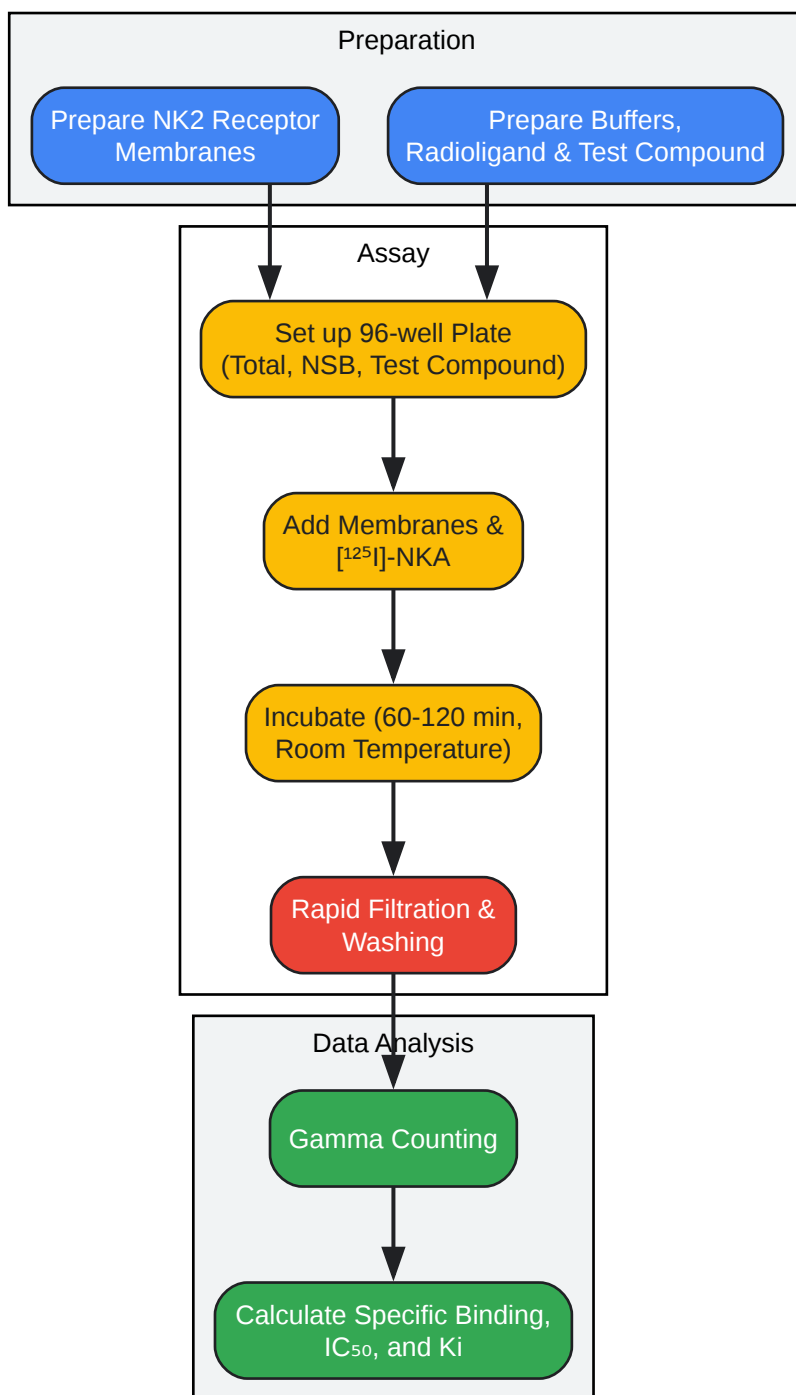 Preparation
Prepare NK2 Receptor
Membranes
Prepare Buffers,
Radioligand & Test Compound
Assay
Set up 96-well Plate
(Total, NSB, Test Compound)
Add Membranes &
[¹²⁵I]-NKA
Incubate (60-120 min,
Room Temperature)
Rapid Filtration &
Washing
Data Analysis
Gamma Counting
Calculate Specific Binding,
IC₅₀, and Ki